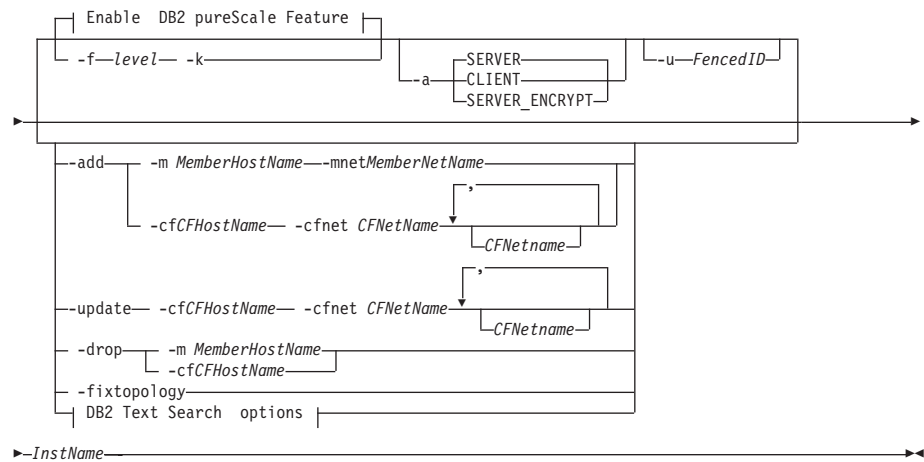 Enable DB2 pureScale Feature
-f level -k
-a SERVER
CLIENT
SERVER_ENCRYPT
-u FencedID
-add -m MemberHostName -mnetMemberNetName
,
-cfCFHostName -cfnet CFNetName
CFNetname
,
-update -cfCFHostName -cfnet CFNetName
CFNetname
-drop -m MemberHostName
-cfCFHostName
-fixtopology
DB2 Text Search options
InstName